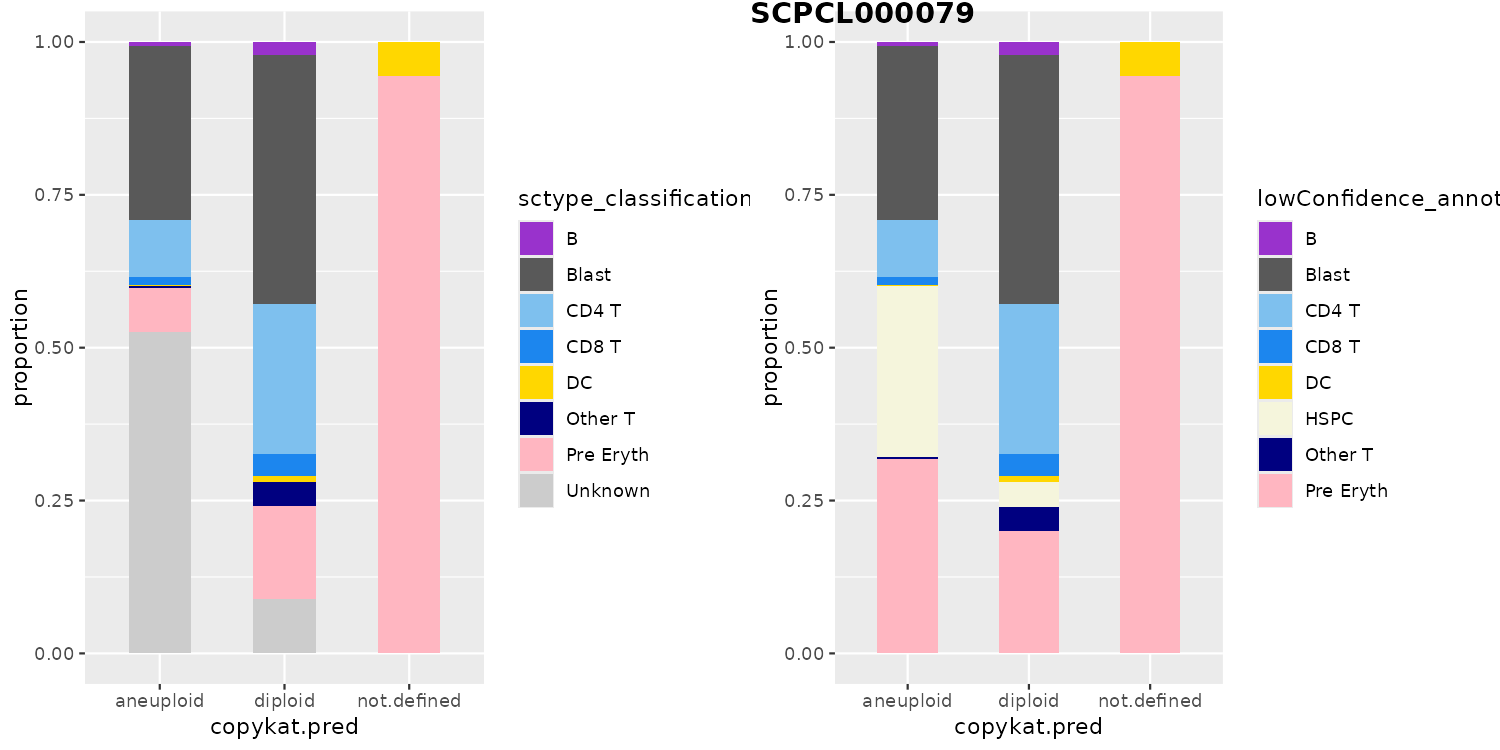 SCPCL000079
proportion
1.00
0.75
0.50
0.25
0.00
aneuploid
diploid
not.defined
copykat.pred
sctype_classification
B
Blast
CD4 T
CD8 T
DC
Other T
Pre Eryth
Unknown
proportion
1.00
0.75
0.50
0.25
0.00
aneuploid
diploid
not.defined
copykat.pred
lowConfidence_annot
B
Blast
CD4 T
CD8 T
DC
HSPC
Other T
Pre Eryth